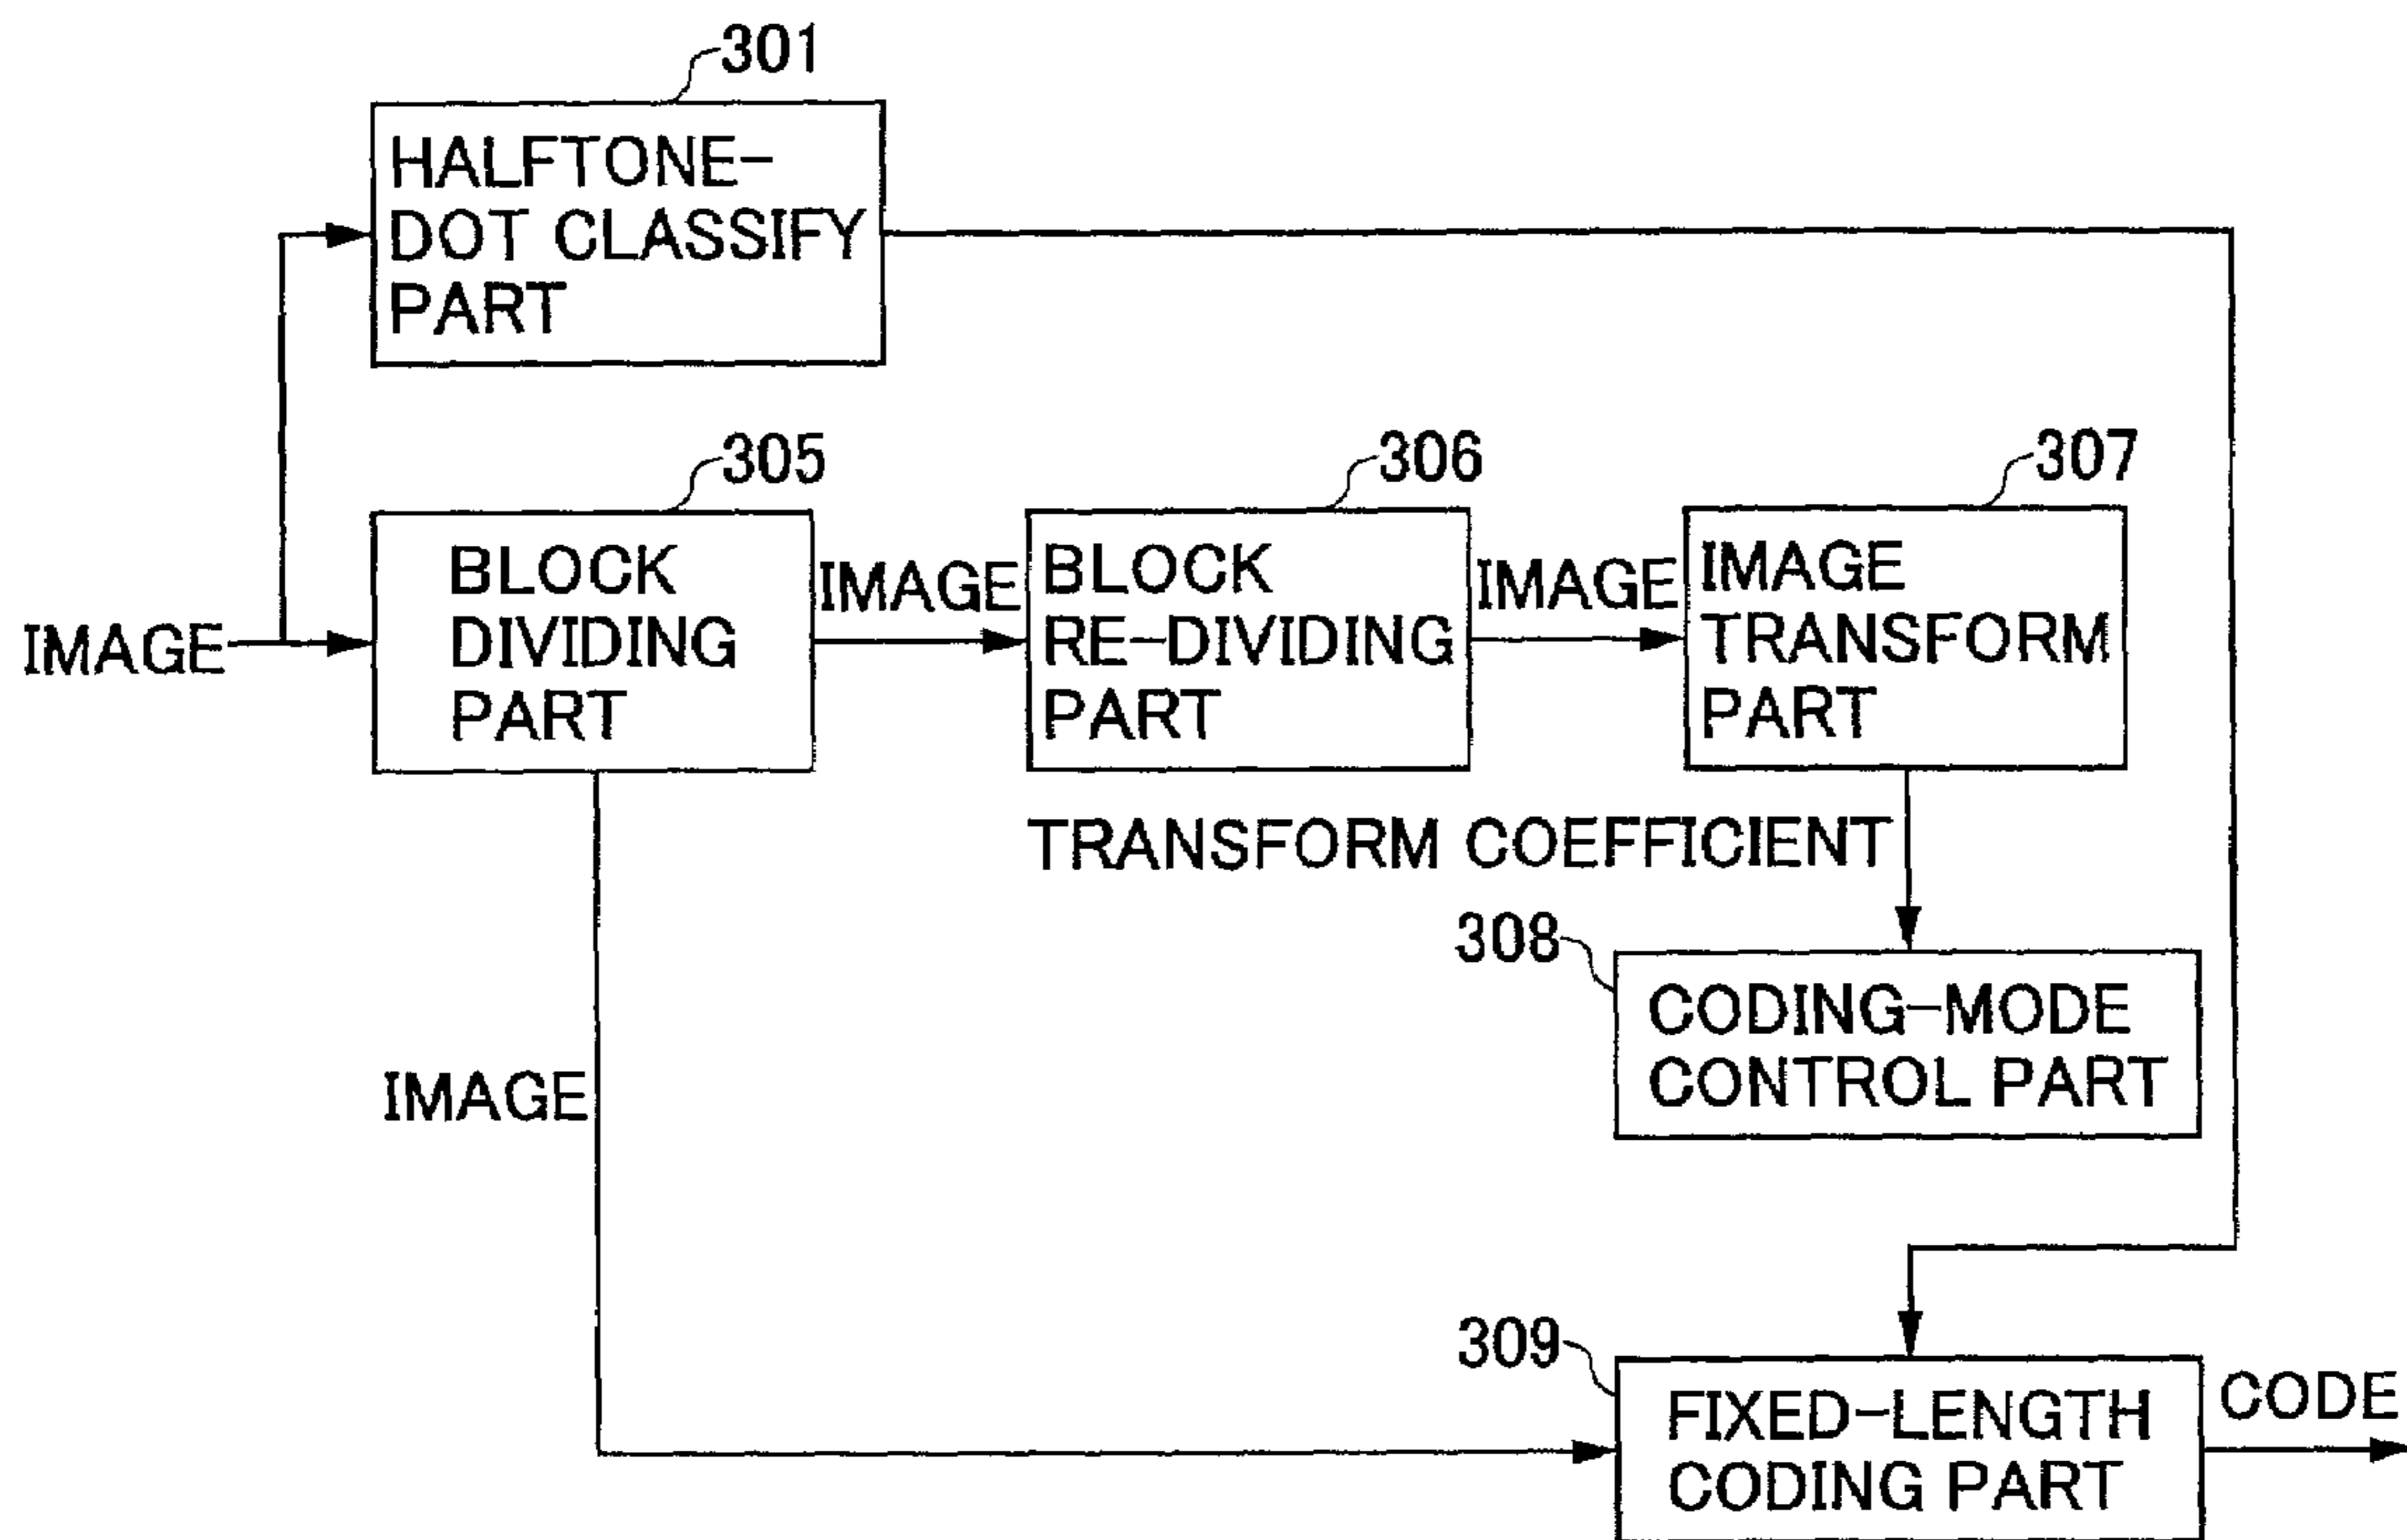 301
HALFTONE-
DOT CLASSIFY
PART
305
306
307
IMAGE
BLOCK
DIVIDING
PART
IMAGE
BLOCK
RE-DIVIDING
PART
IMAGE
IMAGE
TRANSFORM
PART
TRANSFORM COEFFICIENT
308
CODING-MODE
CONTROL PART
IMAGE
309
FIXED-LENGTH
CODING PART
CODE